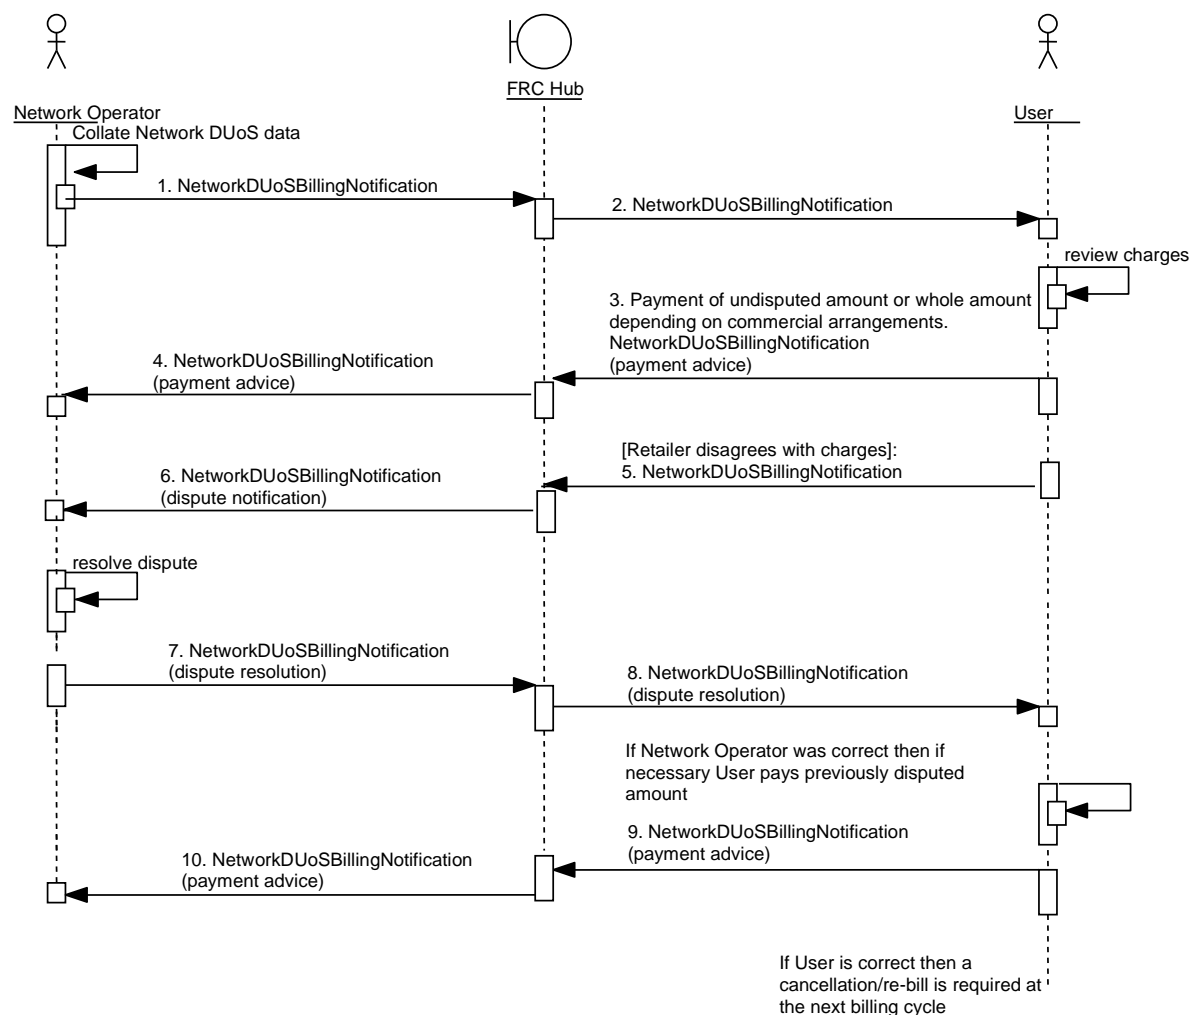 FRC Hub
Network Operator
User
Collate Network DUoS data
1. NetworkDUoSBillingNotification
2. NetworkDUoSBillingNotification
review charges
3. Payment of undisputed amount or whole amount
depending on commercial arrangements.
NetworkDUoSBillingNotification
(payment advice)
4. NetworkDUoSBillingNotification
(payment advice)
[Retailer disagrees with charges]:
5. NetworkDUoSBillingNotification
6. NetworkDUoSBillingNotification
(dispute notification)
resolve dispute
7. NetworkDUoSBillingNotification
(dispute resolution)
8. NetworkDUoSBillingNotification
(dispute resolution)
If Network Operator was correct then if
necessary User pays previously disputed
amount
9. NetworkDUoSBillingNotification
(payment advice)
10. NetworkDUoSBillingNotification
(payment advice)
If User is correct then a
cancellation/re-bill is required at
the next billing cycle